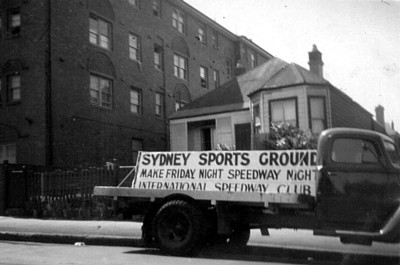 SYDNEY SPORTS GROUND
MAKE FRIDAY NIGHT SPEEDWAY NIGHT
INTERNATIONAL SPEEDWAY CLUB